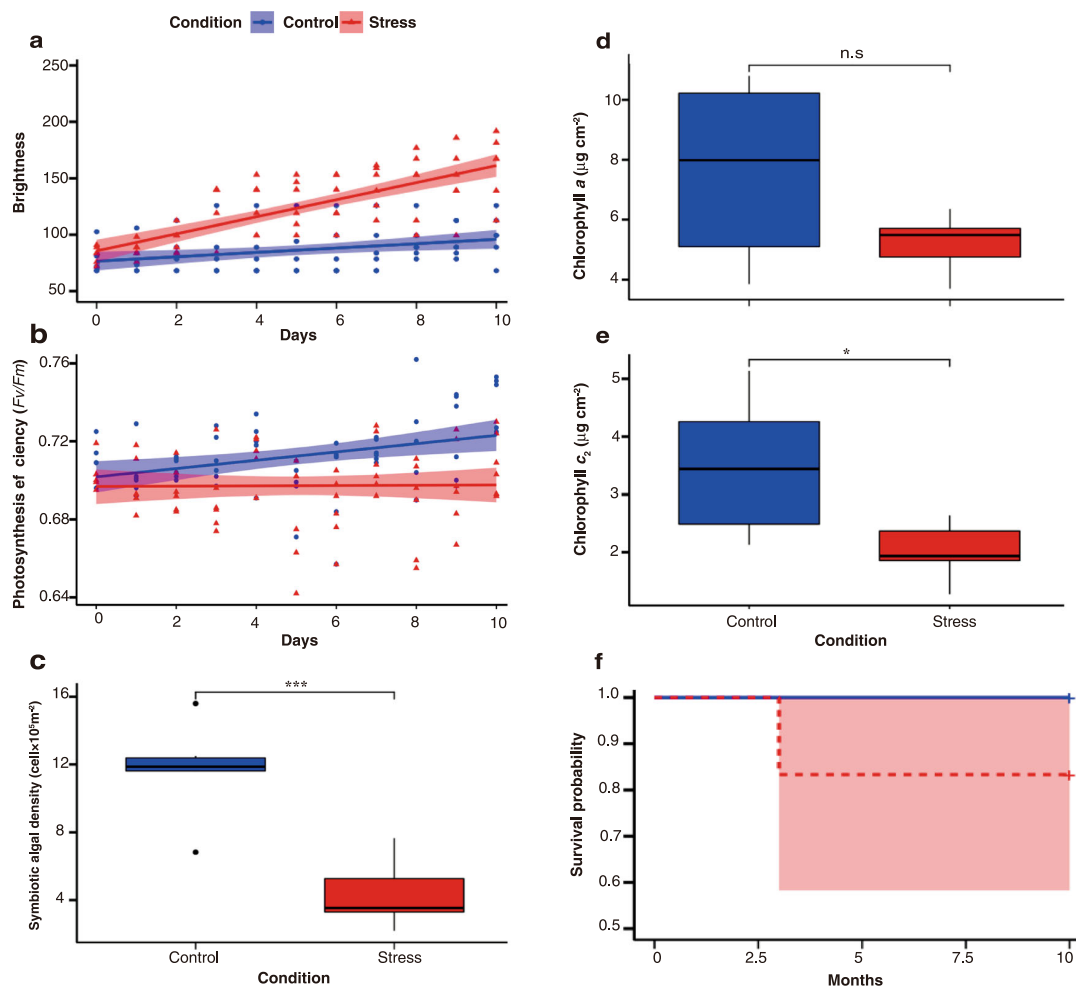 Condition Control Stress
a
250
200
150
100
50
Brightness
0 2 4 6 8 10
Days
b
0.76
0.72
0.68
0.64
Photosynthesis of ciency (Fv/Fm)
0 2 4 6 8 10
Days
c
***
16
12
8
4
Symbiotic algal density (cell×10⁵m⁻²)
Control Stress
Condition
d
n.s
10
8
6
4
Chlorophyll a (µg cm⁻²)
e
*
5
4
3
2
Chlorophyll c₂ (µg cm⁻²)
Control Stress
Condition
f
1.0
0.9
0.8
0.7
0.6
0.5
Survival probability
0 2.5 5 7.5 10
Months